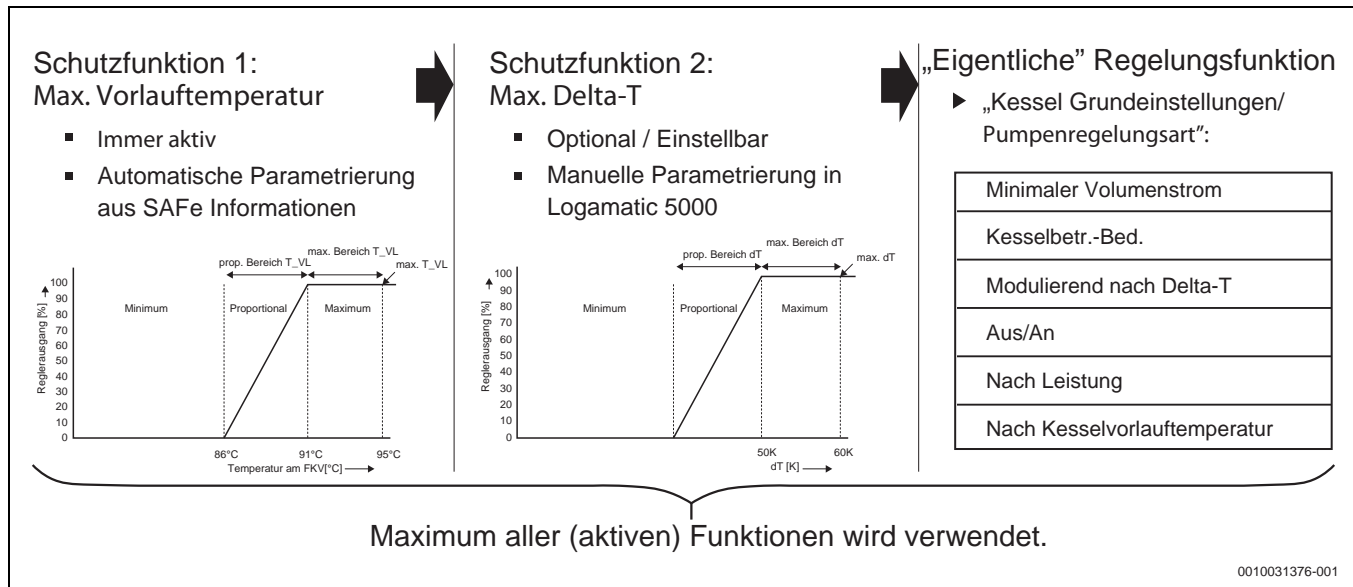 Schutzfunktion 1:
Max. Vorlauftemperatur
▪ Immer aktiv
▪ Automatische Parametrierung
aus SAFe Informationen
prop. Bereich T_VL
max. Bereich T_VL
max. T_VL
Reglerausgang [%]
100
90
80
70
60
50
40
30
20
10
0
Minimum
Proportional
Maximum
86°C
91°C
95°C
Temperatur am FKV[°C]
Schutzfunktion 2:
Max. Delta-T
▪ Optional / Einstellbar
▪ Manuelle Parametrierung in
Logamatic 5000
prop. Bereich dT
max. Bereich dT
max. dT
Reglerausgang [%]
100
90
80
70
60
50
40
30
20
10
0
Minimum
Proportional
Maximum
50K
60K
dT [K]
„Eigentliche” Regelungsfunktion
▶ „Kessel Grundeinstellungen/
Pumpenregelungsart”:
Minimaler Volumenstrom
Kesselbetr.-Bed.
Modulierend nach Delta-T
Aus/An
Nach Leistung
Nach Kesselvorlauftemperatur
Maximum aller (aktiven) Funktionen wird verwendet.
0010031376-001